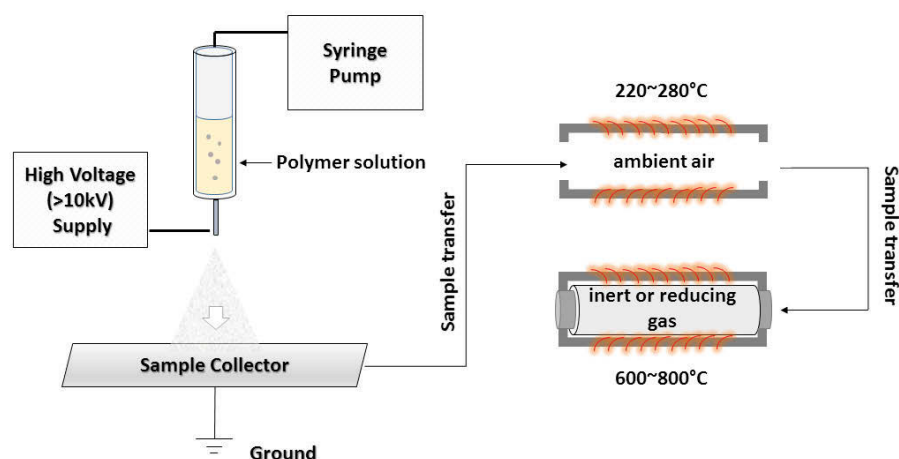 Syringe
Pump
Polymer solution
High Voltage
(>10kV)
Supply
Sample Collector
Ground
Sample transfer
220~280°C
ambient air
Sample transfer
inert or reducing
gas
600~800°C